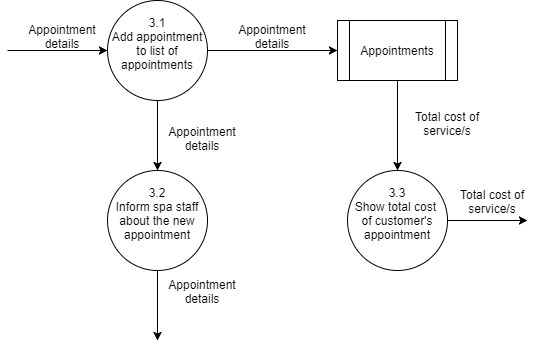 Appointment
details
3.1
Add appointment
to list of
appointments
Appointment
details
Appointments
Appointment
details
Total cost of
service/s
3.2
Inform spa staff
about the new
appointment
3.3
Show total cost
of customer's
appointment
Total cost of
service/s
Appointment
details